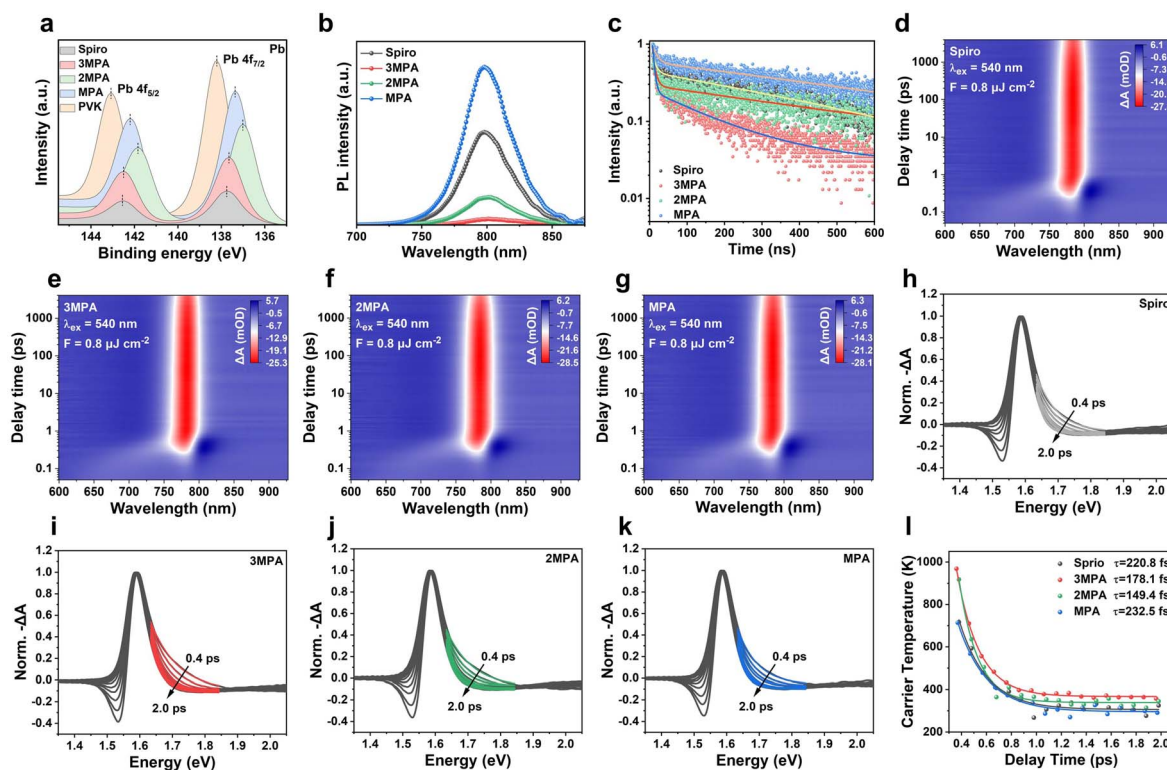 a
Pb
Spiro
3MPA
2MPA
MPA
PVK
Pb 4f5/2
Pb 4f7/2
Intensity (a.u.)
144 142 140 138 136
Binding energy (eV)
b
Spiro
3MPA
2MPA
MPA
PL intensity (a.u.)
700 750 800 850
Wavelength (nm)
c
1
0.1
0.01
Spiro
3MPA
2MPA
MPA
Intensity (a.u.)
0 100 200 300 400 500 600
Time (ns)
d
Spiro
λex = 540 nm
F = 0.8 μJ cm-2
ΔA (mOD)
6.1
-0.6
-7.3
-14.
-20.
-27.
Delay time (ps)
1000
100
10
1
0.1
600 650 700 750 800 850 900
Wavelength (nm)
e
3MPA
λex = 540 nm
F = 0.8 μJ cm-2
ΔA (mOD)
5.7
-0.5
-6.7
-12.9
-19.1
-25.3
Delay time (ps)
1000
100
10
1
0.1
600 650 700 750 800 850 900
Wavelength (nm)
f
2MPA
λex = 540 nm
F = 0.8 μJ cm-2
ΔA (mOD)
6.2
-0.7
-7.7
-14.6
-21.6
-28.5
Delay time (ps)
1000
100
10
1
0.1
600 650 700 750 800 850 900
Wavelength (nm)
g
MPA
λex = 540 nm
F = 0.8 μJ cm-2
ΔA (mOD)
6.3
-0.6
-7.4
-14.3
-21.2
-28.1
Delay time (ps)
1000
100
10
1
0.1
600 650 700 750 800 850 900
Wavelength (nm)
h
Spiro
Norm. -ΔA
1.0
0.8
0.6
0.4
0.2
0.0
-0.2
-0.4
0.4 ps
2.0 ps
1.4 1.5 1.6 1.7 1.8 1.9 2.0
Energy (eV)
i
3MPA
Norm. -ΔA
1.0
0.8
0.6
0.4
0.2
0.0
-0.2
-0.4
0.4 ps
2.0 ps
1.4 1.5 1.6 1.7 1.8 1.9 2.0
Energy (eV)
j
2MPA
Norm. -ΔA
1.0
0.8
0.6
0.4
0.2
0.0
-0.2
-0.4
0.4 ps
2.0 ps
1.4 1.5 1.6 1.7 1.8 1.9 2.0
Energy (eV)
k
MPA
Norm. -ΔA
1.0
0.8
0.6
0.4
0.2
0.0
-0.2
-0.4
0.4 ps
2.0 ps
1.4 1.5 1.6 1.7 1.8 1.9 2.0
Energy (eV)
l
Sprio τ=220.8 fs
3MPA τ=178.1 fs
2MPA τ=149.4 fs
MPA τ=232.5 fs
Carrier Temperature (K)
1000
800
600
400
200
0.4 0.6 0.8 1.0 1.2 1.4 1.6 1.8 2.0
Delay Time (ps)